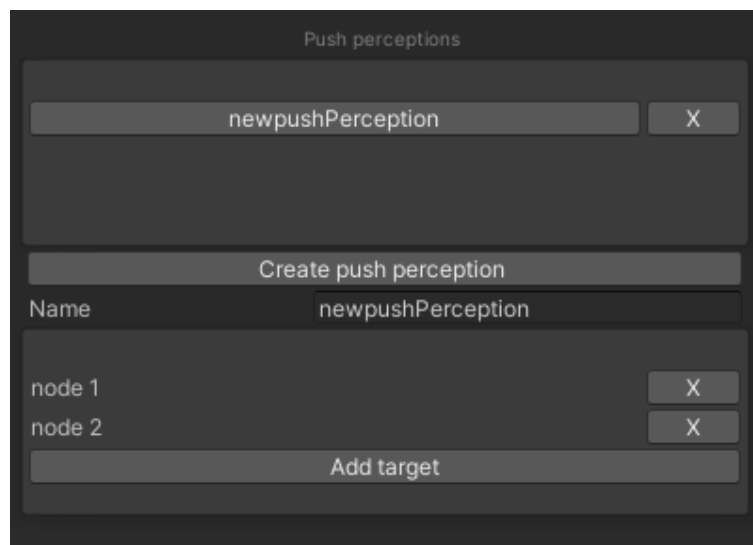 Push perceptions
newpushPerception X
Create push perception
Name newpushPerception
node 1 X
node 2 X
Add target